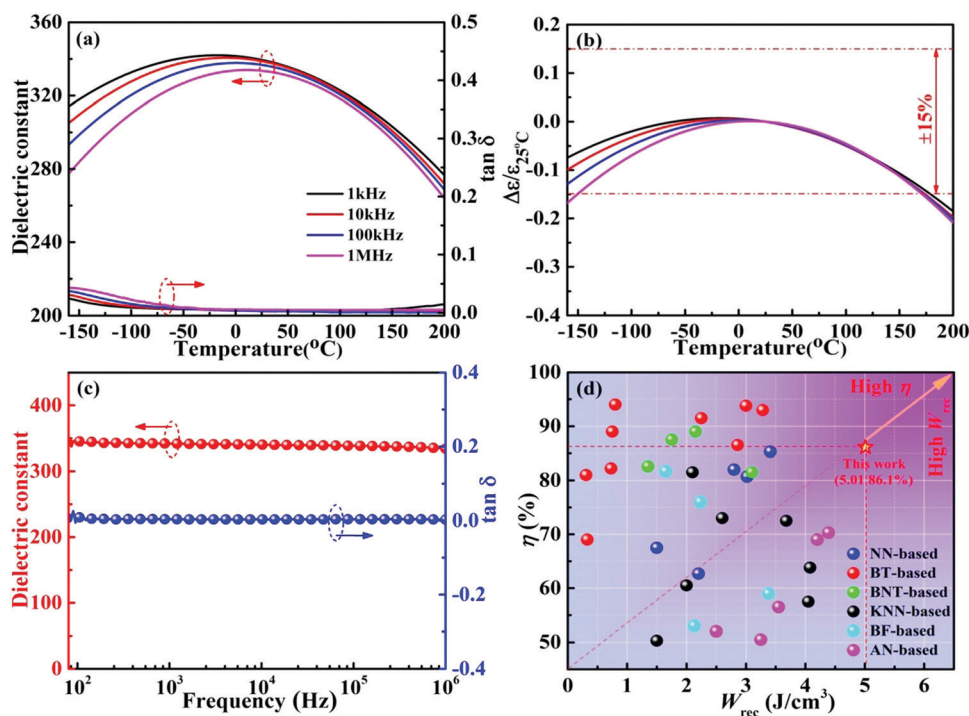 (a)
360
320
280
240
200
Dielectric constant
0.5
0.4
0.3
0.2
0.1
0.0
tan δ
1kHz
10kHz
100kHz
1MHz
-150 -100 -50 0 50 100 150 200
Temperature(°C)
(b)
0.2
0.1
0.0
-0.1
-0.2
-0.3
-0.4
Δε/ε25°C
±15%
-150 -100 -50 0 50 100 150 200
Temperature(°C)
(c)
400
300
200
100
0
Dielectric constant
0.4
0.2
0.0
-0.2
-0.4
tan δ
10² 10³ 10⁴ 10⁵ 10⁶
Frequency (Hz)
(d)
100
90
80
70
60
50
η (%)
High η
High Wrec
This work
(5.01,86.1%)
NN-based
BT-based
BNT-based
KNN-based
BF-based
AN-based
0 1 2 3 4 5 6
Wrec (J/cm³)